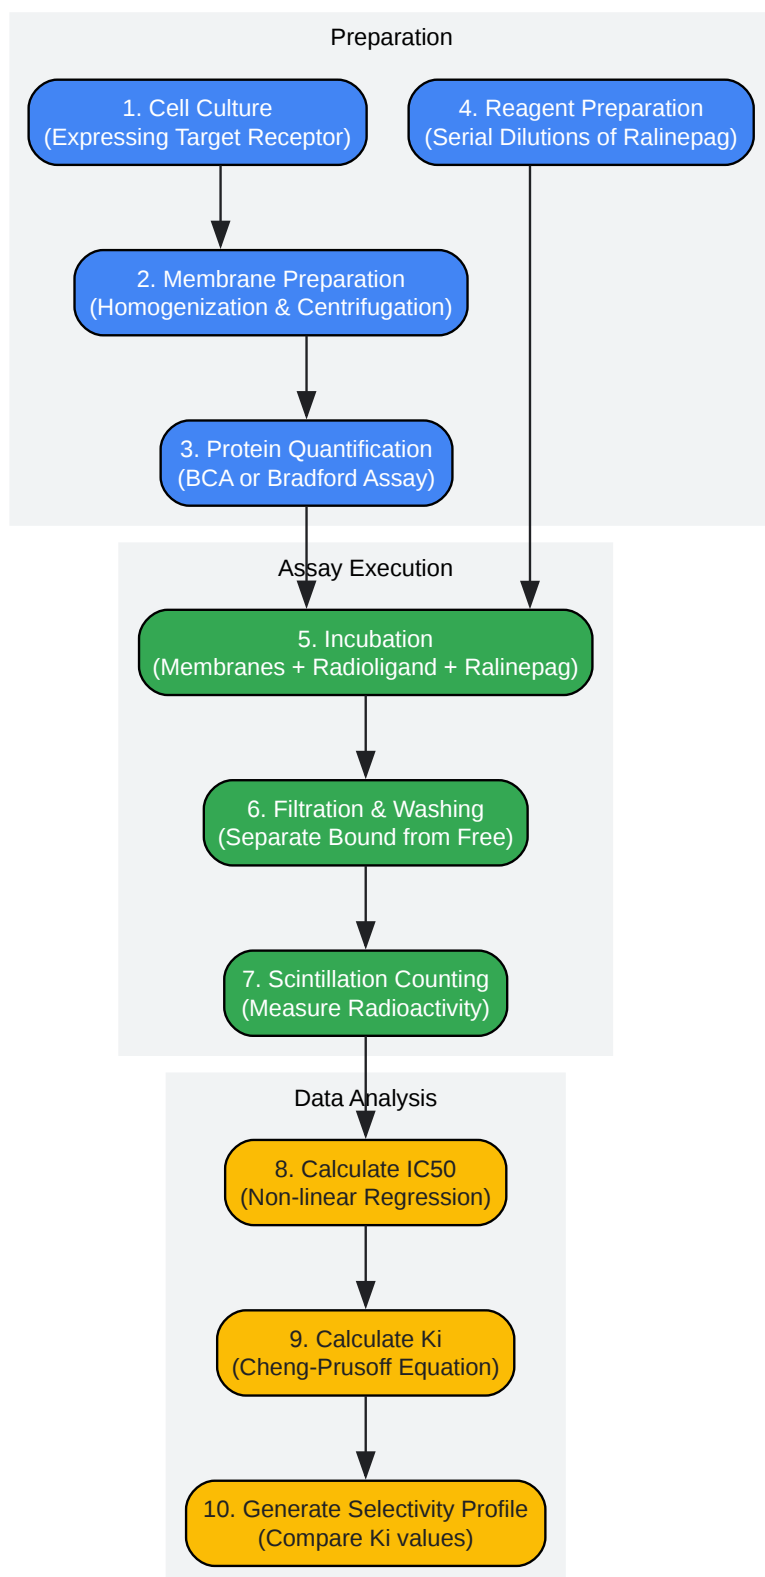 Preparation
1. Cell Culture
(Expressing Target Receptor)
4. Reagent Preparation
(Serial Dilutions of Ralinepag)
2. Membrane Preparation
(Homogenization & Centrifugation)
3. Protein Quantification
(BCA or Bradford Assay)
Assay Execution
5. Incubation
(Membranes + Radioligand + Ralinepag)
6. Filtration & Washing
(Separate Bound from Free)
7. Scintillation Counting
(Measure Radioactivity)
Data Analysis
8. Calculate IC50
(Non-linear Regression)
9. Calculate Ki
(Cheng-Prusoff Equation)
10. Generate Selectivity Profile
(Compare Ki values)